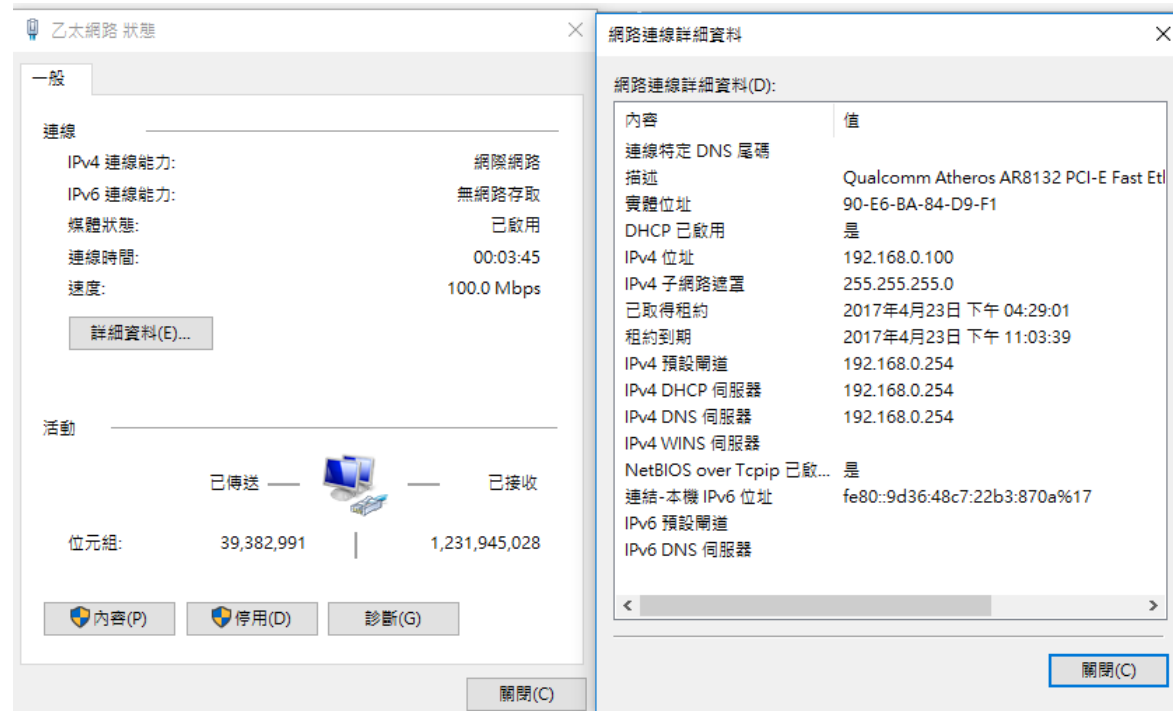 乙太網路 狀態
一般
連線
IPv4 連線能力: 網際網路
IPv6 連線能力: 無網路存取
媒體狀態: 已啟用
連線時間: 00:03:45
速度: 100.0 Mbps
詳細資料(E)...
活動
已傳送 已接收
位元組: 39,382,991 1,231,945,028
內容(P) 停用(D) 診斷(G)
關閉(C)
網路連線詳細資料
網路連線詳細資料(D):
內容 值
連線特定 DNS 尾碼
描述 Qualcomm Atheros AR8132 PCI-E Fast Etl
實體位址 90-E6-BA-84-D9-F1
DHCP 已啟用 是
IPv4 位址 192.168.0.100
IPv4 子網路遮罩 255.255.255.0
已取得租約 2017年4月23日 下午 04:29:01
租約到期 2017年4月23日 下午 11:03:39
IPv4 預設閘道 192.168.0.254
IPv4 DHCP 伺服器 192.168.0.254
IPv4 DNS 伺服器 192.168.0.254
IPv4 WINS 伺服器
NetBIOS over Tcpip 已啟... 是
連結-本機 IPv6 位址 fe80::9d36:48c7:22b3:870a%17
IPv6 預設閘道
IPv6 DNS 伺服器
關閉(C)